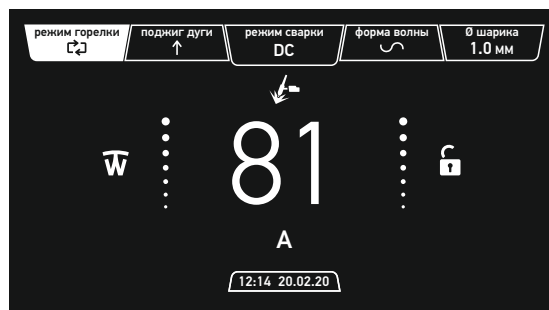 режим горелки
поджиг дуги
режим сварки
DC
форма волны
Ø шарика
1.0 мм
81
A
12:14 20.02.20